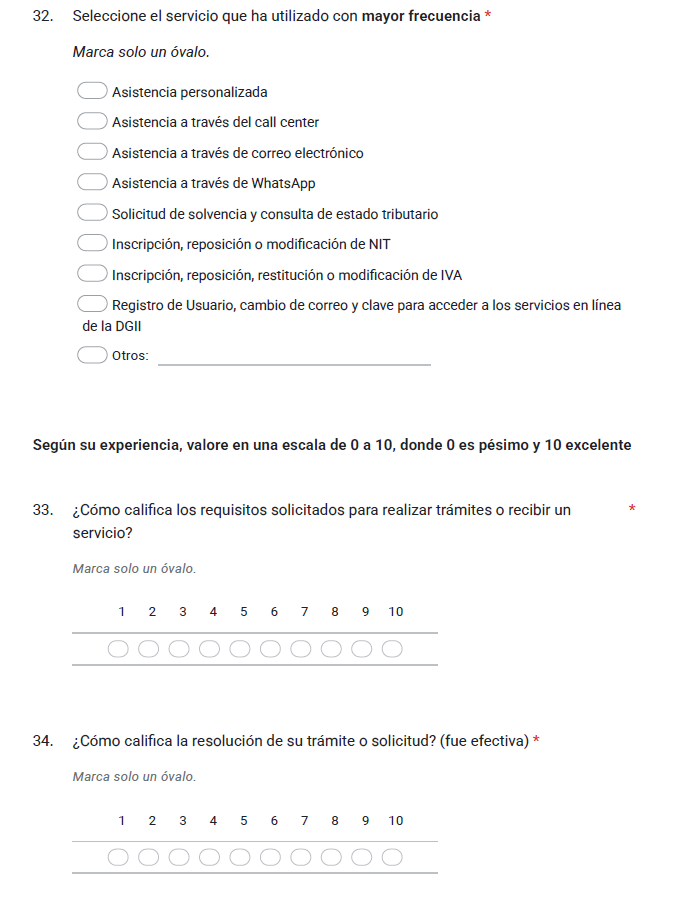 32. Seleccione el servicio que ha utilizado con mayor frecuencia *
Marca solo un óvalo.
Asistencia personalizada
Asistencia a través del call center
Asistencia a través de correo electrónico
Asistencia a través de WhatsApp
Solicitud de solvencia y consulta de estado tributario
Inscripción, reposición o modificación de NIT
Inscripción, reposición, restitución o modificación de IVA
Registro de Usuario, cambio de correo y clave para acceder a los servicios en línea
de la DGII
Otros:
Según su experiencia, valore en una escala de 0 a 10, donde 0 es pésimo y 10 excelente
33. ¿Cómo califica los requisitos solicitados para realizar trámites o recibir un *
servicio?
Marca solo un óvalo.
1 2 3 4 5 6 7 8 9 10
34. ¿Cómo califica la resolución de su trámite o solicitud? (fue efectiva) *
Marca solo un óvalo.
1 2 3 4 5 6 7 8 9 10